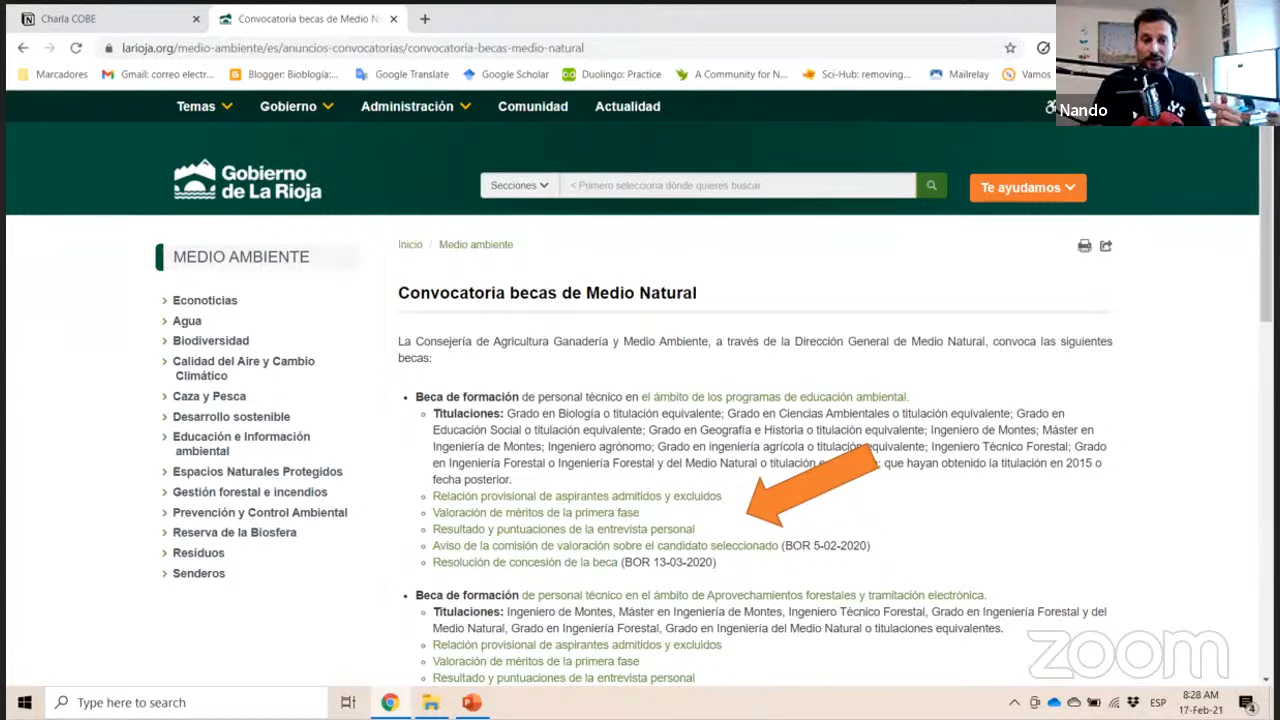 Charla COBE
Convocatoria becas de Medio N
larioja.org/medio-ambiente/es/anuncios-convocatorias/convocatoria-becas-medio-natural
Marcadores
Gmail: correo electr...
Blogger: Bioblogía:...
Google Translate
Google Scholar
Duolingo: Practice
A Community for N...
Sci-Hub: removing...
Mailrelay
Vamos
Nando
Temas
Gobierno
Administración
Comunidad
Actualidad
Gobierno
de La Rioja
Secciones
< Primero selecciona dónde quieres buscar
Te ayudamos
MEDIO AMBIENTE
Econoticias
Agua
Biodiversidad
Calidad del Aire y Cambio
Climático
Caza y Pesca
Desarrollo sostenible
Educación e Información
ambiental
Espacios Naturales Protegidos
Gestión forestal e incendios
Prevención y Control Ambiental
Reserva de la Biosfera
Residuos
Senderos
Inicio / Medio ambiente
Convocatoria becas de Medio Natural
La Consejería de Agricultura Ganadería y Medio Ambiente, a través de la Dirección General de Medio Natural, convoca las siguientes
becas:
Beca de formación de personal técnico en el ámbito de los programas de educación ambiental.
Titulaciones: Grado en Biología o titulación equivalente; Grado en Ciencias Ambientales o titulación equivalente; Grado en
Educación Social o titulación equivalente; Grado en Geografía e Historia o titulación equivalente; Ingeniero de Montes; Máster en
Ingeniería de Montes; Ingeniero agrónomo; Grado en ingeniería agrícola o titulación equivalente; Ingeniero Técnico Forestal; Grado
en Ingeniería Forestal o Ingeniería Forestal y del Medio Natural o titulación que hayan obtenido la titulación en 2015 o
fecha posterior.
Relación provisional de aspirantes admitidos y excluidos
Valoración de méritos de la primera fase
Resultado y puntuaciones de la entrevista personal
Aviso de la comisión de valoración sobre el candidato seleccionado (BOR 5-02-2020)
Resolución de concesión de la beca (BOR 13-03-2020)
Beca de formación de personal técnico en el ámbito de Aprovechamientos forestales y tramitación electrónica.
Titulaciones: Ingeniero de Montes, Máster en Ingeniería de Montes, Ingeniero Técnico Forestal, Grado en Ingeniería Forestal y del
Medio Natural, Grado en Ingeniería Forestal, Grado en Ingeniería del Medio Natural o titulaciones equivalentes.
Relación provisional de aspirantes admitidos y excluidos
Valoración de méritos de la primera fase
Resultado y puntuaciones de la entrevista personal
zoom
Type here to search
ESP
8:28 AM
17-Feb-21
4